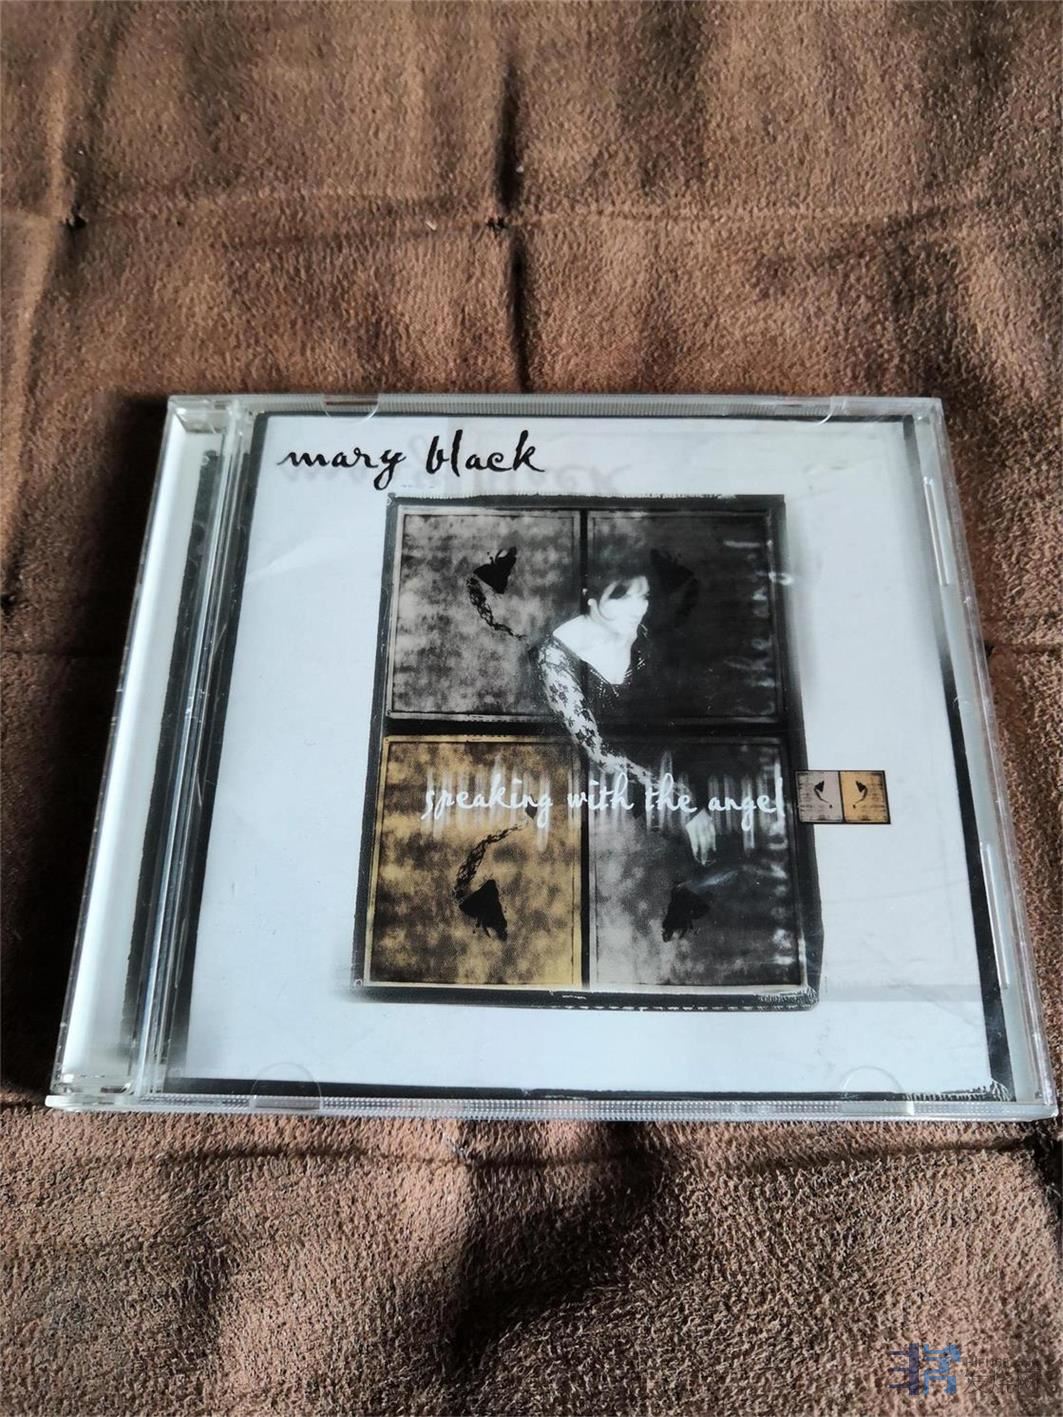 mary black
speaking with the angel